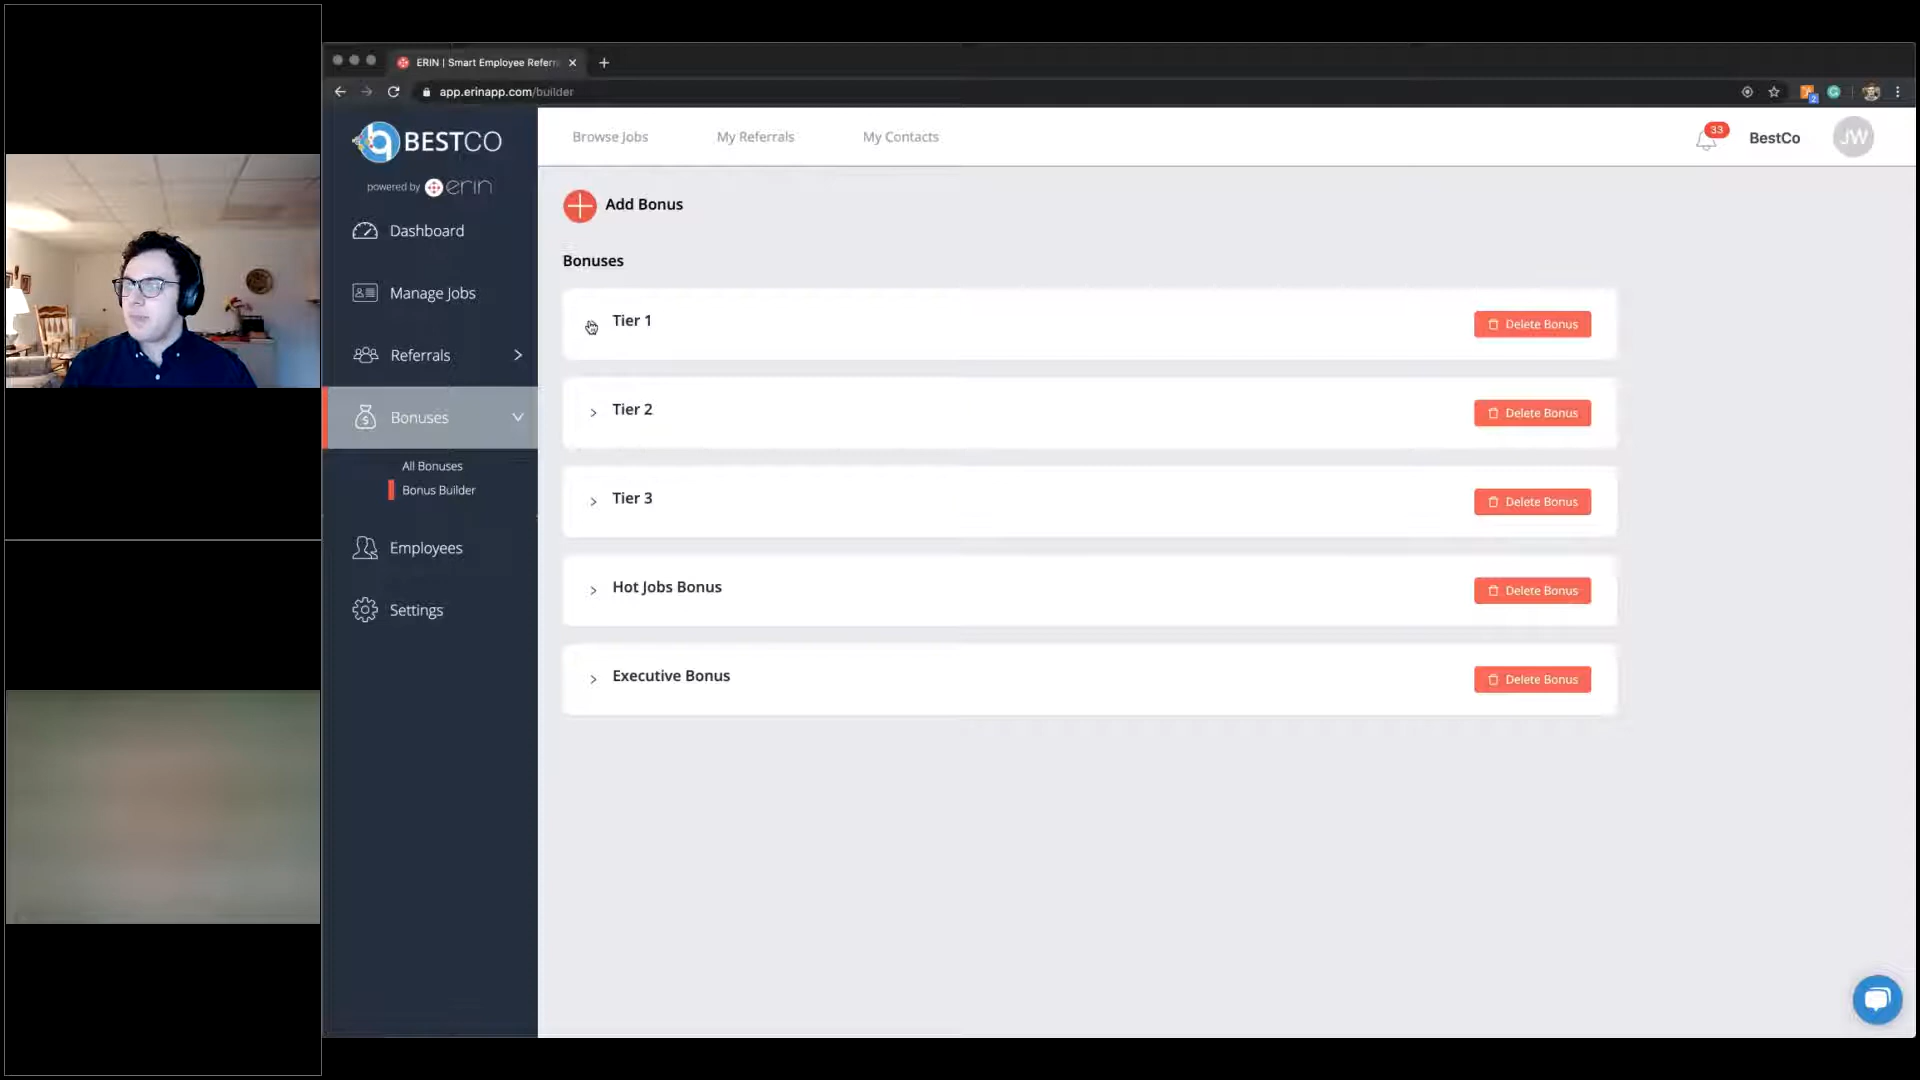 ERIN | Smart Employee Referr
app.erinapp.com/builder
2
BESTCO
powered by erin
Browse Jobs
My Referrals
My Contacts
33
BestCo
JW
Dashboard
Manage Jobs
Referrals
Bonuses
All Bonuses
Bonus Builder
Employees
Settings
Add Bonus
Bonuses
Tier 1
Delete Bonus
Tier 2
Delete Bonus
Tier 3
Delete Bonus
Hot Jobs Bonus
Delete Bonus
Executive Bonus
Delete Bonus